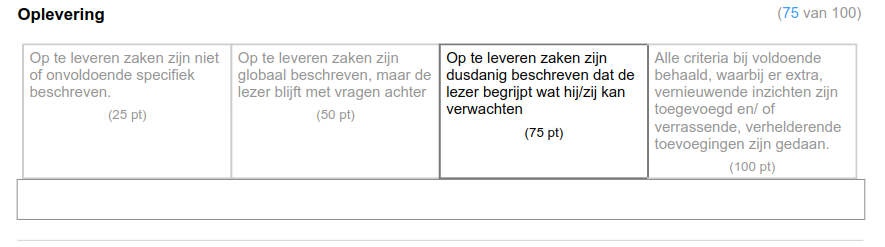 Oplevering
(75 van 100)
Op te leveren zaken zijn niet
of onvoldoende specifiek
beschreven.
(25 pt)
Op te leveren zaken zijn
globaal beschreven, maar de
lezer blijft met vragen achter
(50 pt)
Op te leveren zaken zijn
dusdanig beschreven dat de
lezer begrijpt wat hij/zij kan
verwachten
(75 pt)
Alle criteria bij voldoende
behaald, waarbij er extra,
vernieuwende inzichten zijn
toegevoegd en/ of
verrassende, verhelderende
toevoegingen zijn gedaan.
(100 pt)